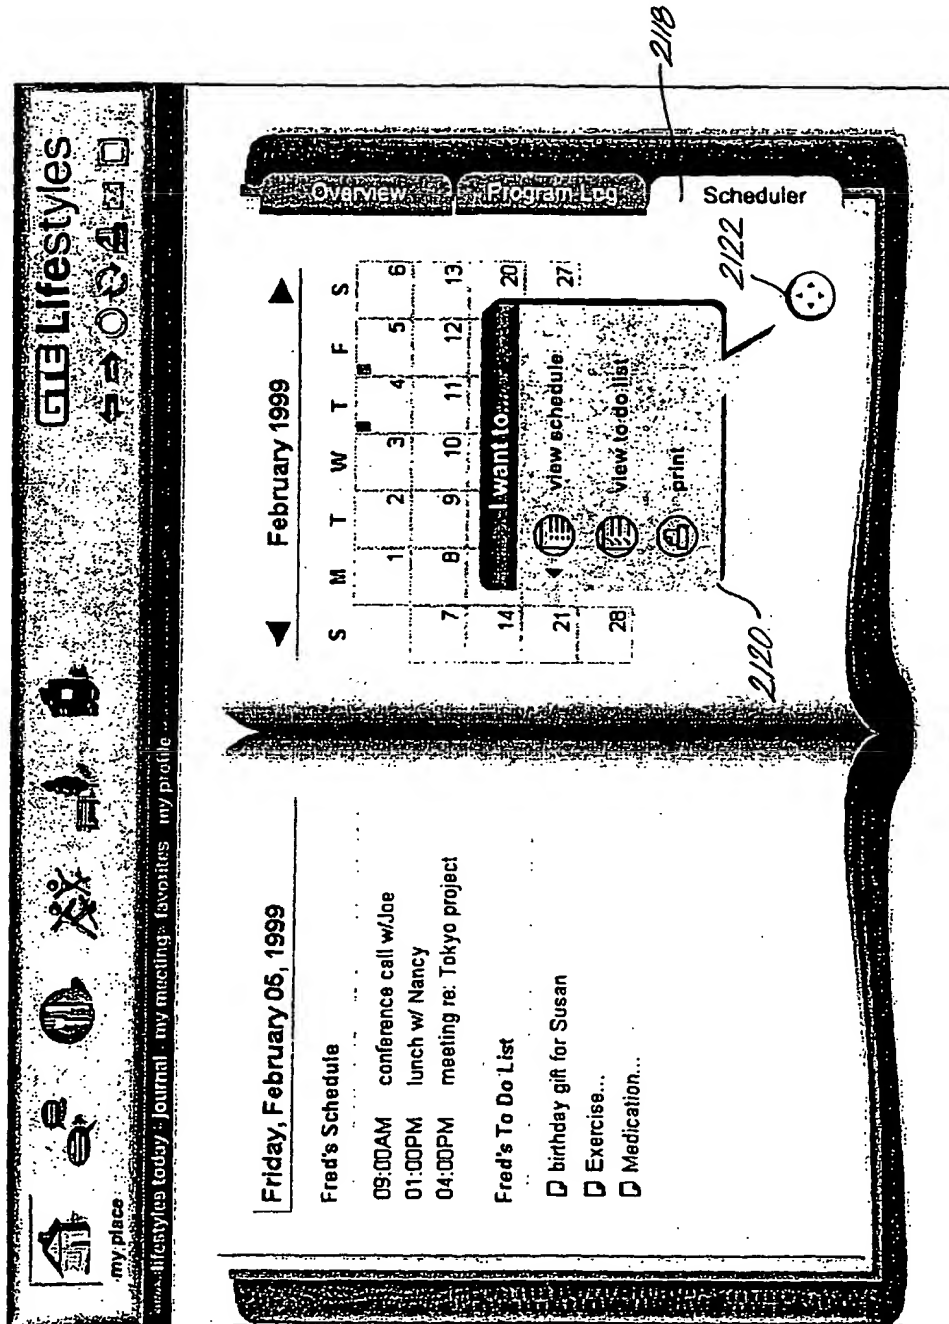 GTE Lifestyles
my place
lifestyles today · journal · my meeting · favorites · my profile
Friday, February 05, 1999
Fred's Schedule
09:00AM conference call w/Joe
01:00PM lunch w/ Nancy
04:00PM meeting re: Tokyo project
Fred's To Do List
birthday gift for Susan
Exercise...
Medication...
February 1999
S M T W T F S
1 2 3 4 5 6
7 8 9 10 11 12 13
14 20
21 27
28
I want to...
view schedule
view to do list
print
Overview
Program Log
Scheduler
2118
2120
2122